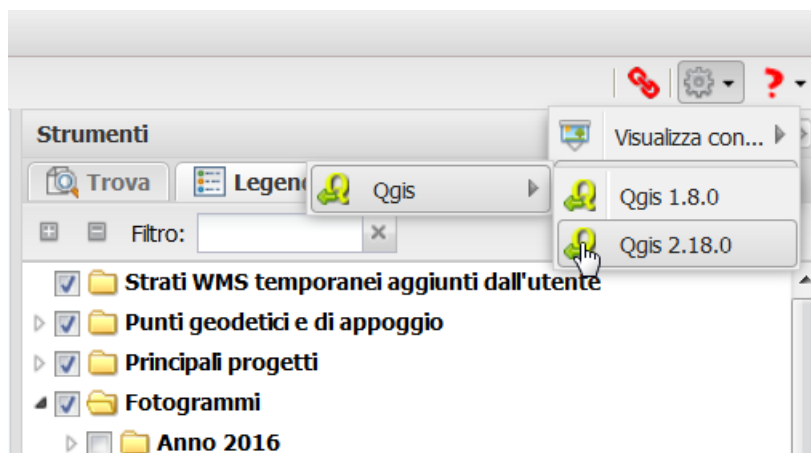 Strumenti
Visualizza con...
Trova
Legen
Qgis
Qgis 1.8.0
Filtro:
Qgis 2.18.0
Strati WMS temporanei aggiunti dall'utente
Punti geodetici e di appoggio
Principali progetti
Fotogrammi
Anno 2016